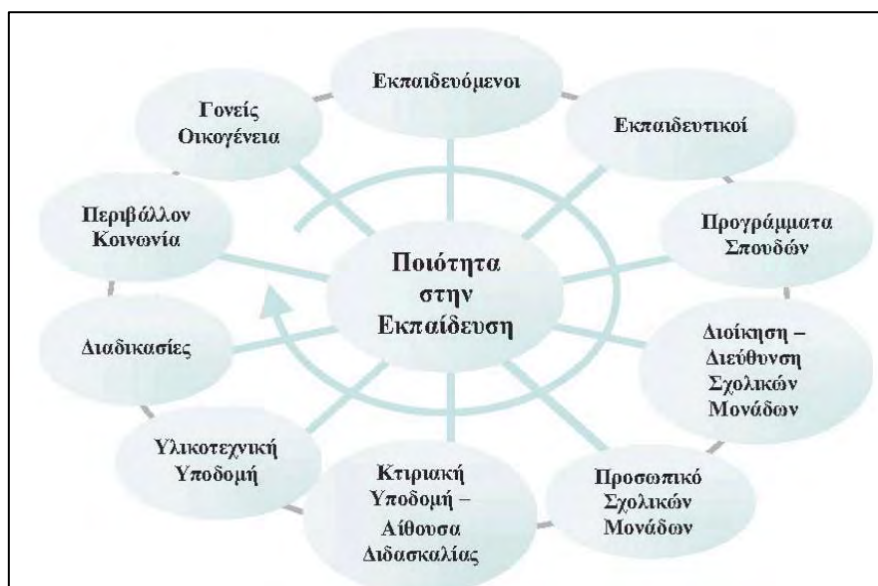 Εκπαιδευόμενοι
Εκπαιδευτικοί
Προγράμματα
Σπουδών
Διοίκηση –
Διεύθυνση
Σχολικών
Μονάδων
Προσωπικό
Σχολικών
Μονάδων
Κτιριακή
Υποδομή –
Αίθουσα
Διδασκαλίας
Υλικοτεχνική
Υποδομή
Διαδικασίες
Περιβάλλον
Κοινωνία
Γονείς
Οικογένεια
Ποιότητα
στην
Εκπαίδευση